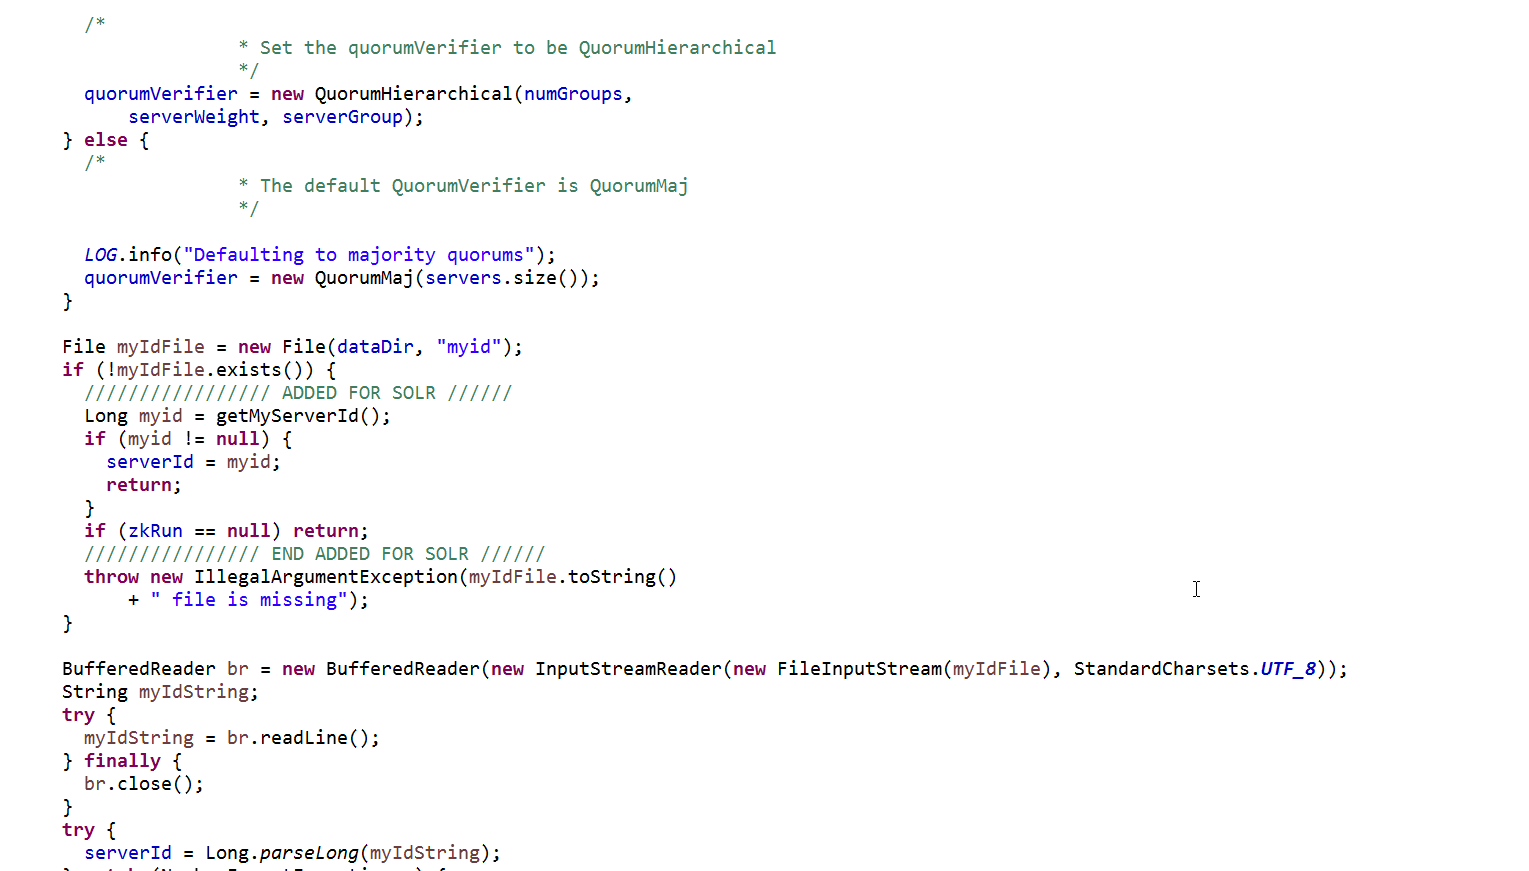 /*
* Set the quorumVerifier to be QuorumHierarchical
*/
quorumVerifier = new QuorumHierarchical(numGroups,
serverWeight, serverGroup);
} else {
/*
* The default QuorumVerifier is QuorumMaj
*/
LOG.info("Defaulting to majority quorums");
quorumVerifier = new QuorumMaj(servers.size());
}
File myIdFile = new File(dataDir, "myid");
if (!myIdFile.exists()) {
///////////////// ADDED FOR SOLR //////
Long myid = getMyServerId();
if (myid != null) {
serverId = myid;
return;
}
if (zkRun == null) return;
//////////////// END ADDED FOR SOLR //////
throw new IllegalArgumentException(myIdFile.toString()
+ " file is missing");
}
BufferedReader br = new BufferedReader(new InputStreamReader(new FileInputStream(myIdFile), StandardCharsets.UTF_8));
String myIdString;
try {
myIdString = br.readLine();
} finally {
br.close();
}
try {
serverId = Long.parseLong(myIdString);